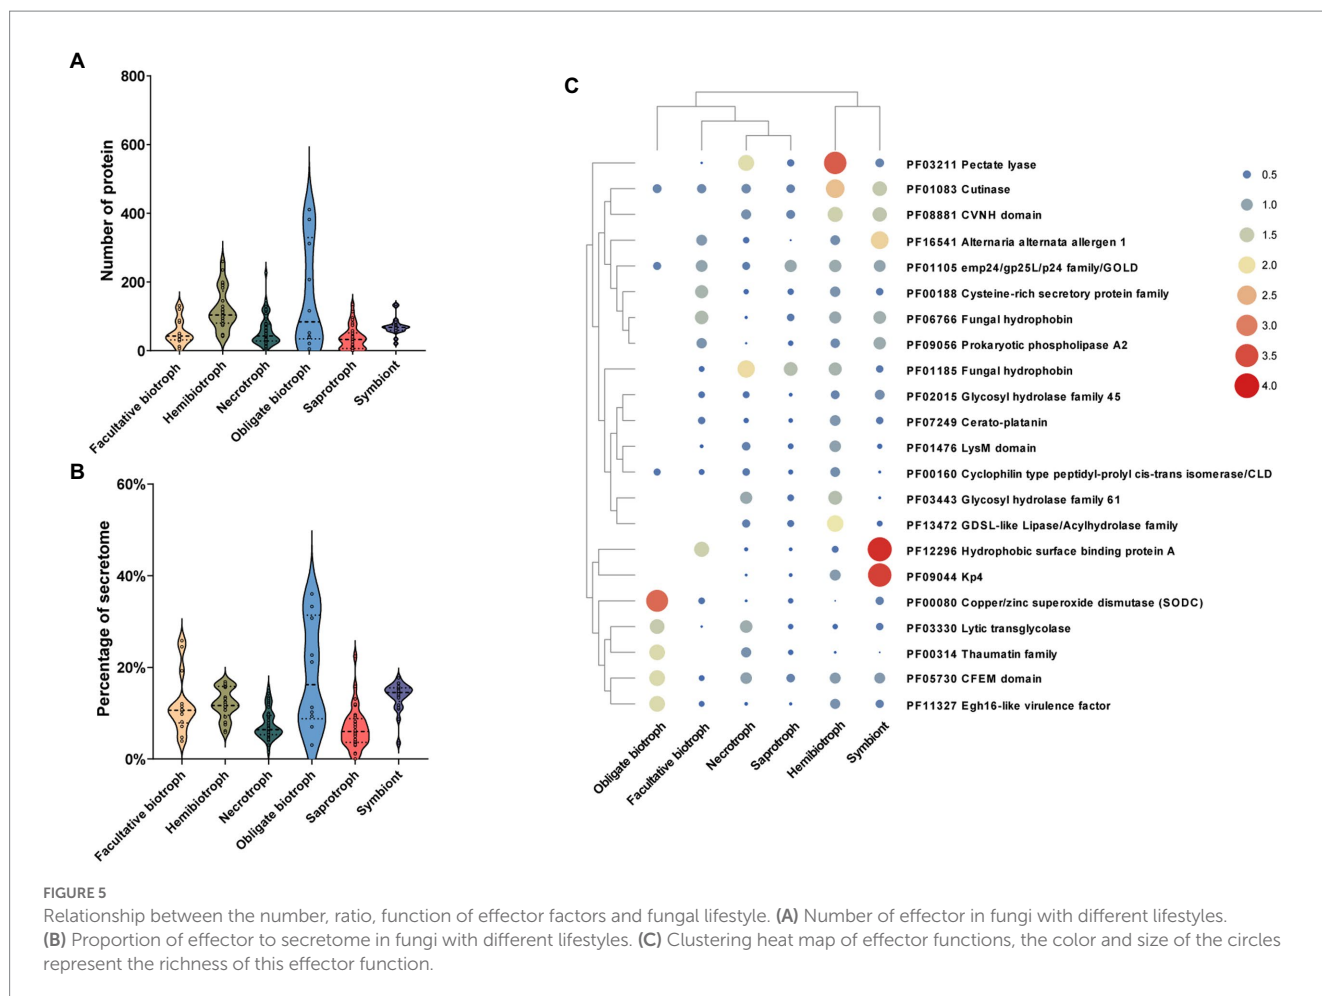 A
800
600
400
200
0
Number of protein
Facultative biotroph
Hemibiotroph
Necrotroph
Obligate biotroph
Saprotroph
Symbiont
B
60%
40%
20%
0%
Percentage of secretome
Facultative biotroph
Hemibiotroph
Necrotroph
Obligate biotroph
Saprotroph
Symbiont
C
PF03211 Pectate lyase
PF01083 Cutinase
PF08881 CVNH domain
PF16541 Alternaria alternata allergen 1
PF01105 emp24/gp25L/p24 family/GOLD
PF00188 Cysteine-rich secretory protein family
PF06766 Fungal hydrophobin
PF09056 Prokaryotic phospholipase A2
PF01185 Fungal hydrophobin
PF02015 Glycosyl hydrolase family 45
PF07249 Cerato-platanin
PF01476 LysM domain
PF00160 Cyclophilin type peptidyl-prolyl cis-trans isomerase/CLD
PF03443 Glycosyl hydrolase family 61
PF13472 GDSL-like Lipase/Acylhydrolase family
PF12296 Hydrophobic surface binding protein A
PF09044 Kp4
PF00080 Copper/zinc superoxide dismutase (SODC)
PF03330 Lytic transglycolase
PF00314 Thaumatin family
PF05730 CFEM domain
PF11327 Egh16-like virulence factor
Obligate biotroph
Facultative biotroph
Necrotroph
Saprotroph
Hemibiotroph
Symbiont
0.5
1.0
1.5
2.0
2.5
3.0
3.5
4.0
FIGURE 5
Relationship between the number, ratio, function of effector factors and fungal lifestyle. (A) Number of effector in fungi with different lifestyles.
(B) Proportion of effector to secretome in fungi with different lifestyles. (C) Clustering heat map of effector functions, the color and size of the circles
represent the richness of this effector function.